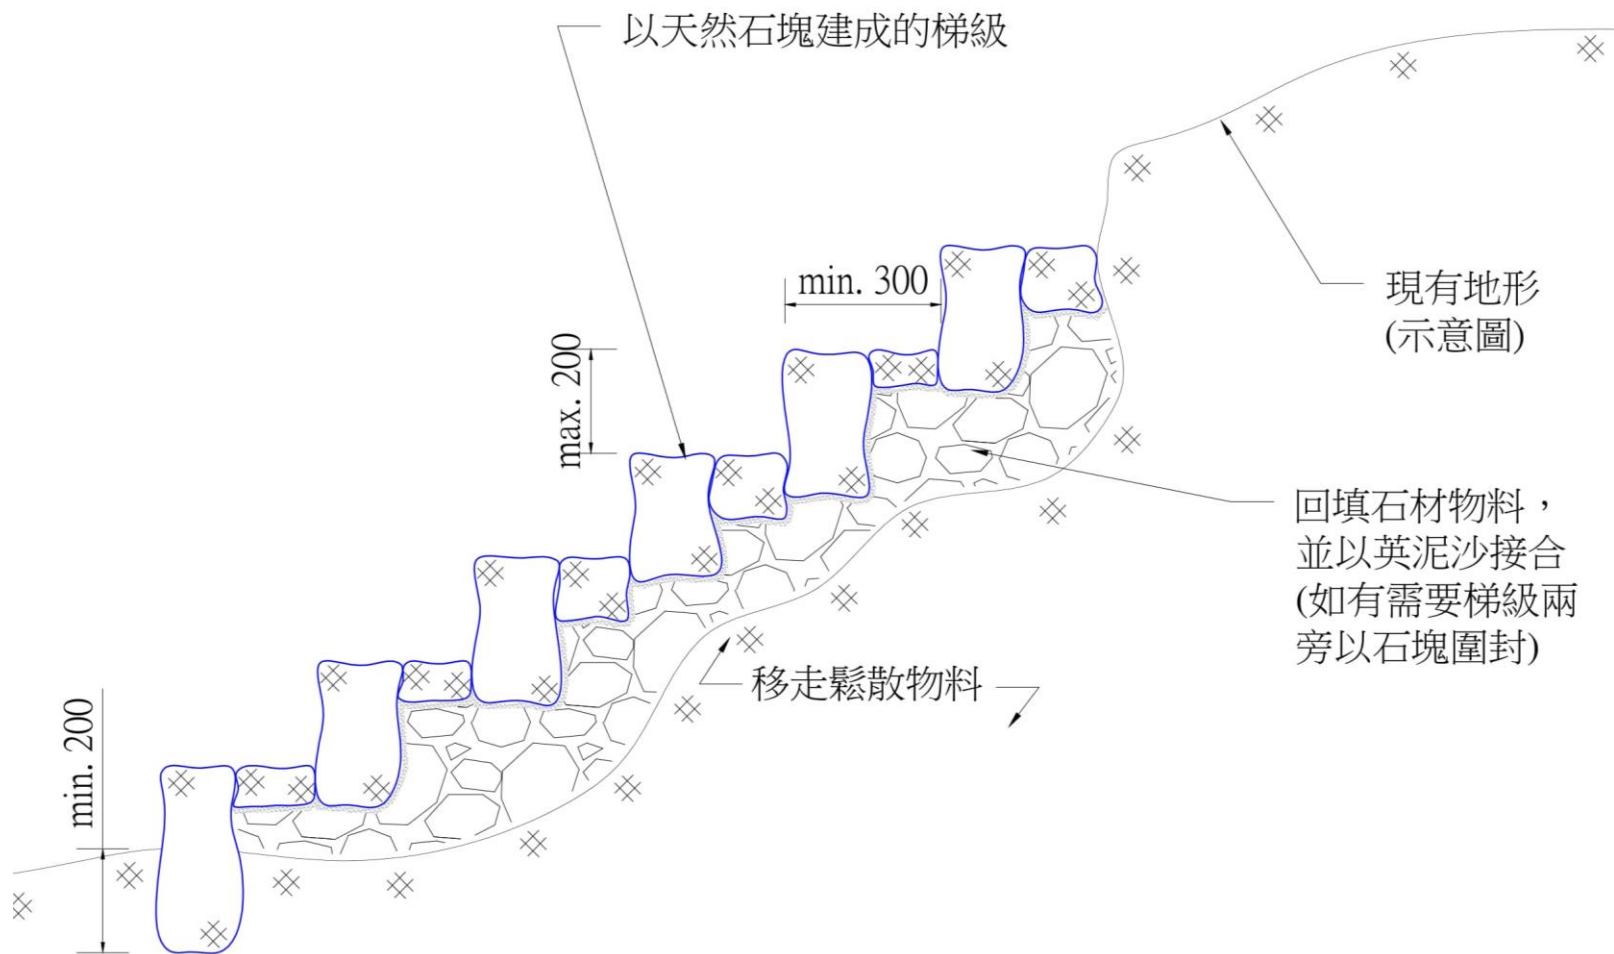 以天然石塊建成的梯級
min. 300
max. 200
現有地形
(示意圖)
回填石材物料，
並以英泥沙接合
(如有需要梯級兩
旁以石塊圍封)
移走鬆散物料
min. 200